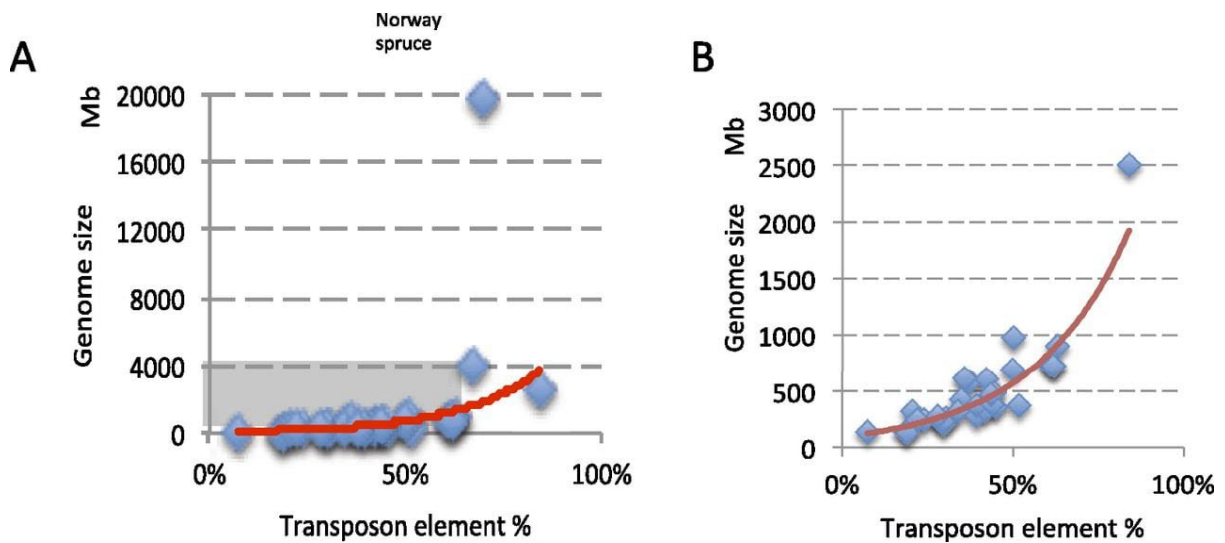 Norway
spruce
A
Mb
Genome size
20000
16000
12000
8000
4000
0
0%
50%
100%
Transposon element %
B
Mb
Genome size
3000
2500
2000
1500
1000
500
0
0%
50%
100%
Transposon element %